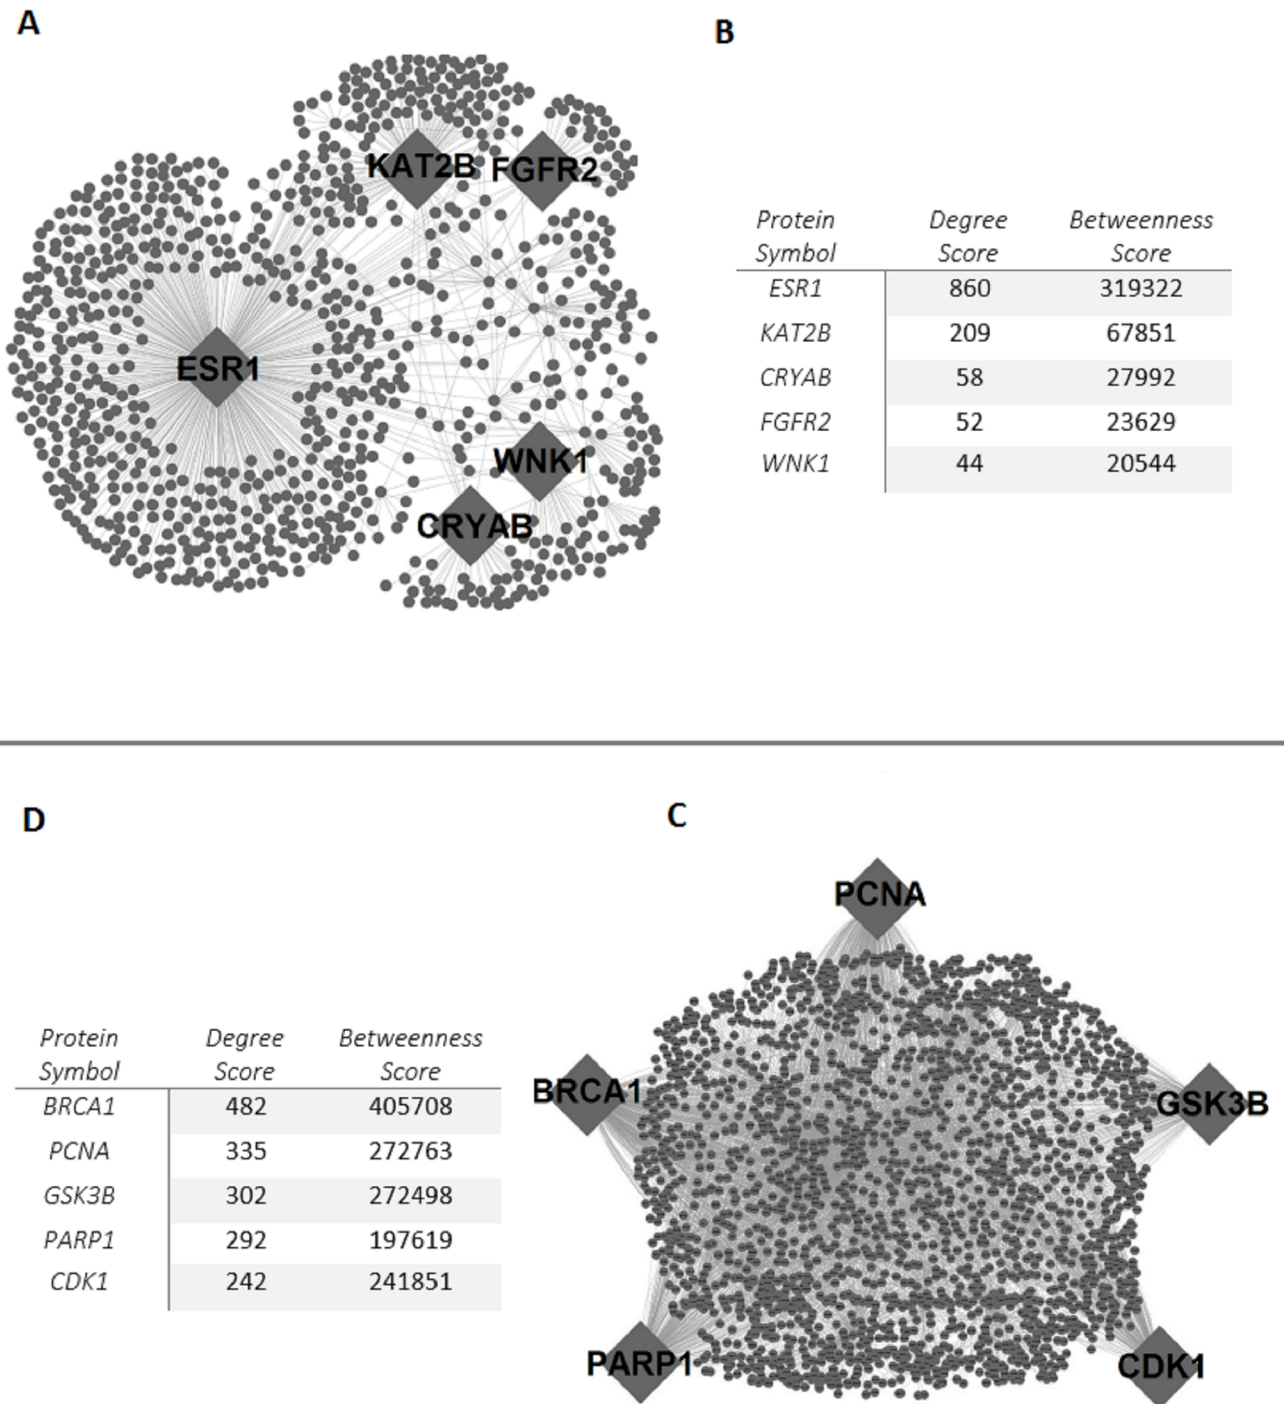 A
KAT2B
FGFR2
ESR1
WNK1
CRYAB
B
Protein Symbol Degree Score Betweenness Score
ESR1 860 319322
KAT2B 209 67851
CRYAB 58 27992
FGFR2 52 23629
WNK1 44 20544
D
Protein Symbol Degree Score Betweenness Score
BRCA1 482 405708
PCNA 335 272763
GSK3B 302 272498
PARP1 292 197619
CDK1 242 241851
C
PCNA
BRCA1
GSK3B
PARP1
CDK1